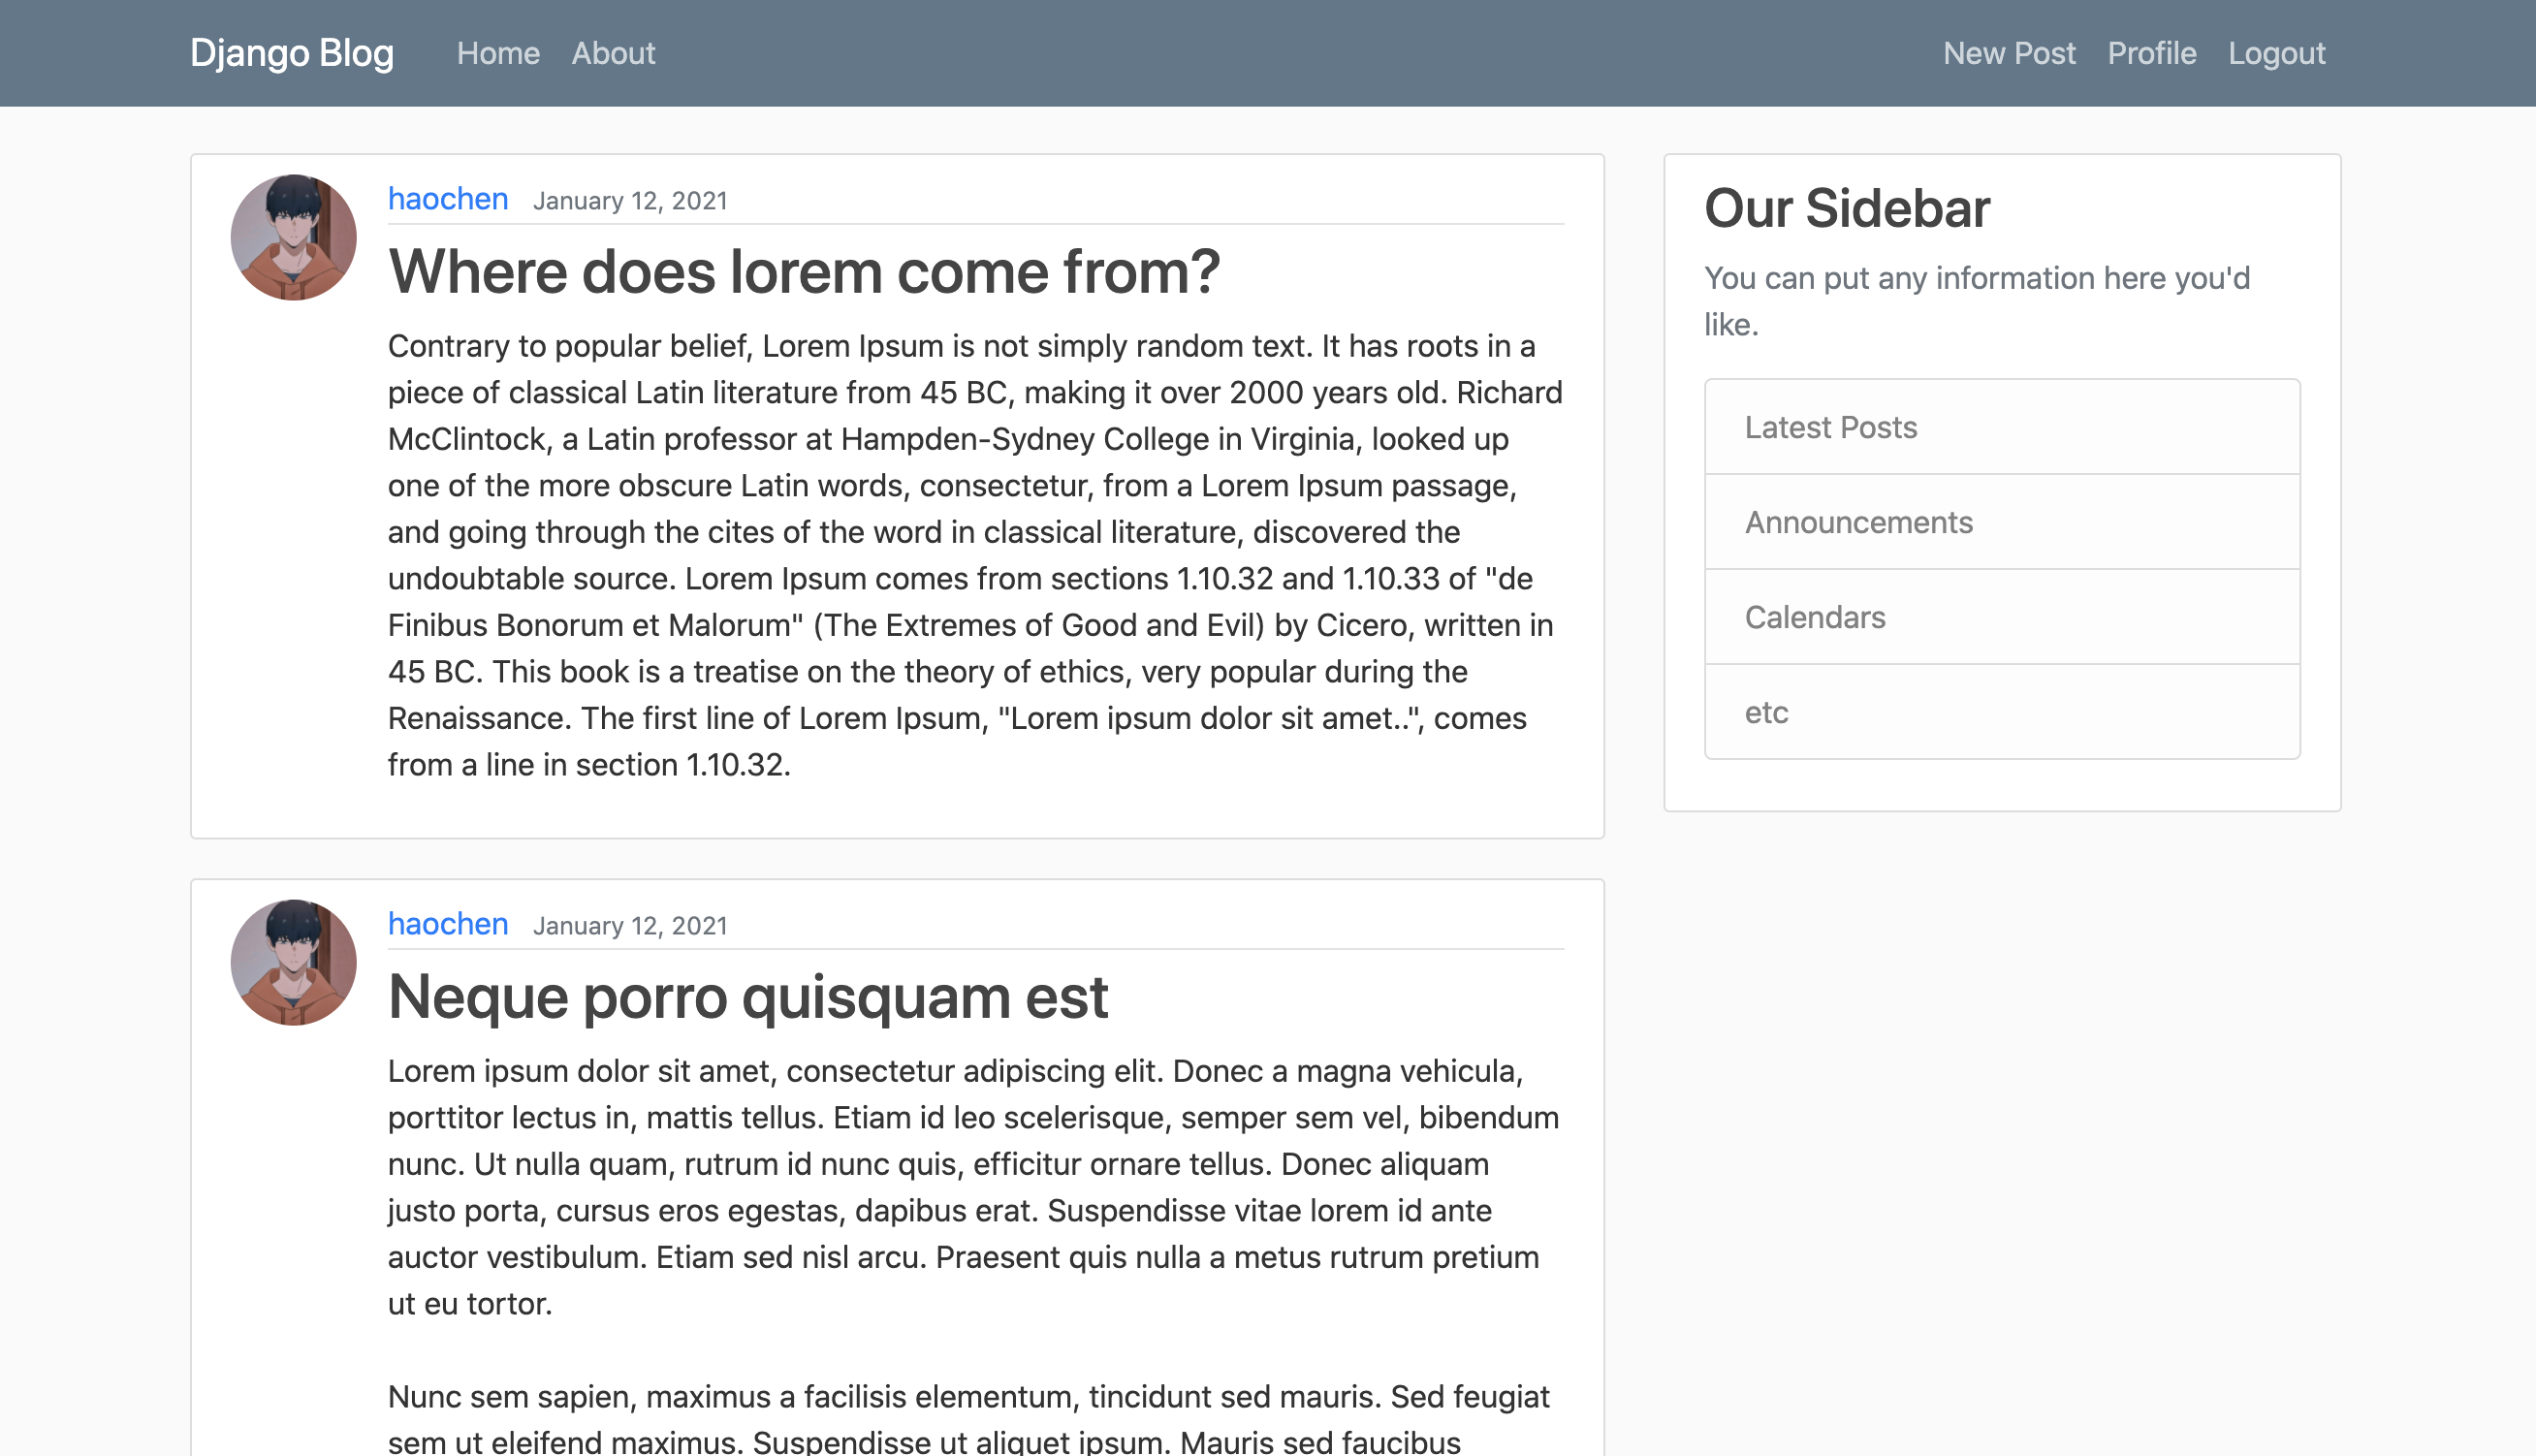 Django Blog Home About New Post Profile Logout
haochen January 12, 2021
Where does lorem come from?
Contrary to popular belief, Lorem Ipsum is not simply random text. It has roots in a
piece of classical Latin literature from 45 BC, making it over 2000 years old. Richard
McClintock, a Latin professor at Hampden-Sydney College in Virginia, looked up
one of the more obscure Latin words, consectetur, from a Lorem Ipsum passage,
and going through the cites of the word in classical literature, discovered the
undoubtable source. Lorem Ipsum comes from sections 1.10.32 and 1.10.33 of "de
Finibus Bonorum et Malorum" (The Extremes of Good and Evil) by Cicero, written in
45 BC. This book is a treatise on the theory of ethics, very popular during the
Renaissance. The first line of Lorem Ipsum, "Lorem ipsum dolor sit amet..", comes
from a line in section 1.10.32.
haochen January 12, 2021
Neque porro quisquam est
Lorem ipsum dolor sit amet, consectetur adipiscing elit. Donec a magna vehicula,
porttitor lectus in, mattis tellus. Etiam id leo scelerisque, semper sem vel, bibendum
nunc. Ut nulla quam, rutrum id nunc quis, efficitur ornare tellus. Donec aliquam
justo porta, cursus eros egestas, dapibus erat. Suspendisse vitae lorem id ante
auctor vestibulum. Etiam sed nisl arcu. Praesent quis nulla a metus rutrum pretium
ut eu tortor.
Nunc sem sapien, maximus a facilisis elementum, tincidunt sed mauris. Sed feugiat
sem ut eleifend maximus. Suspendisse ut aliquet ipsum. Mauris sed faucibus
Our Sidebar
You can put any information here you'd
like.
Latest Posts
Announcements
Calendars
etc